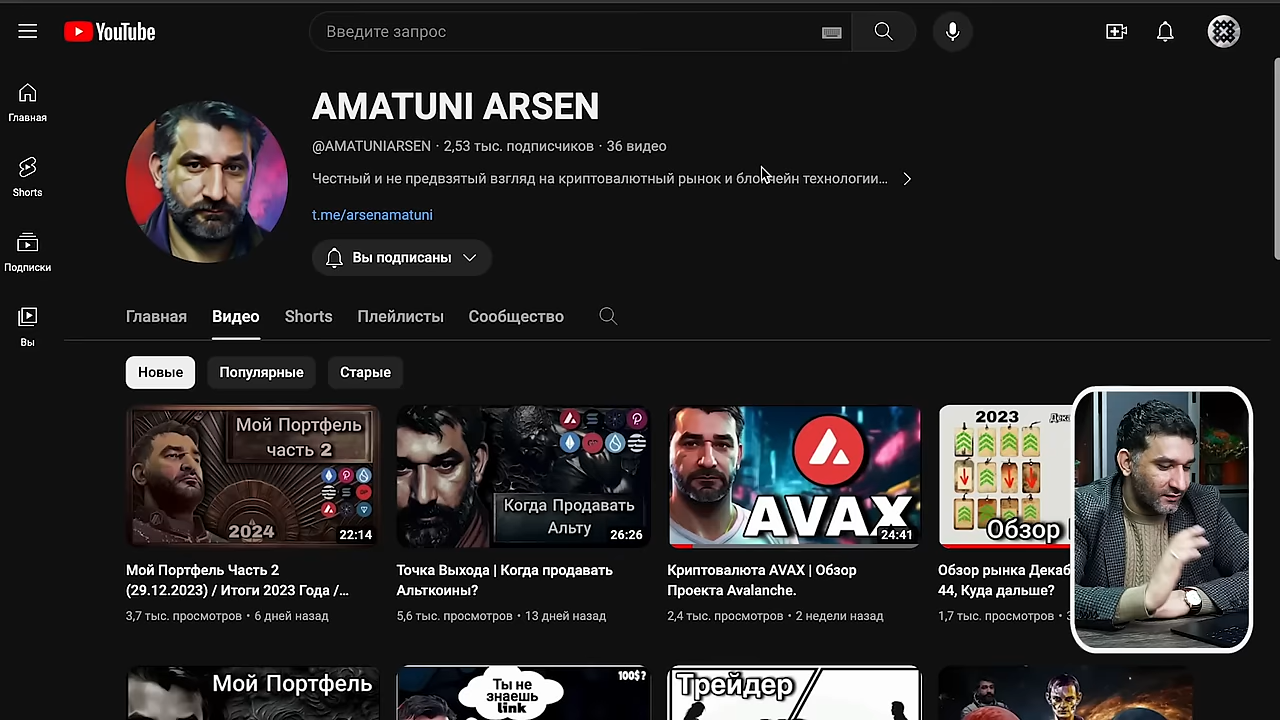 YouTube
Введите запрос
Главная
Shorts
Подписки
Вы
AMATUNI ARSEN
@AMATUNIARSEN · 2,53 тыс. подписчиков · 36 видео
Честный и не предвзятый взгляд на криптовалютный рынок и блокчейн технологии...
t.me/arsenamatuni
Вы подписаны
Главная Видео Shorts Плейлисты Сообщество
Новые Популярные Старые
Мой Портфель
часть 2
2024
22:14
Мой Портфель Часть 2
(29.12.2023) / Итоги 2023 Года /...
3,7 тыс. просмотров · 6 дней назад
Когда Продавать
Альту
26:26
Точка Выхода | Когда продавать
Альткоины?
5,6 тыс. просмотров · 13 дней назад
AVAX
24:41
Криптовалюта AVAX | Обзор
Проекта Avalanche.
2,4 тыс. просмотров · 2 недели назад
2023
Обзор
Обзор рынка Декаб
44, Куда дальше?
1,7 тыс. просмотров ·
Мой Портфель
Ты не
знаешь
link
100$?
Трейдер